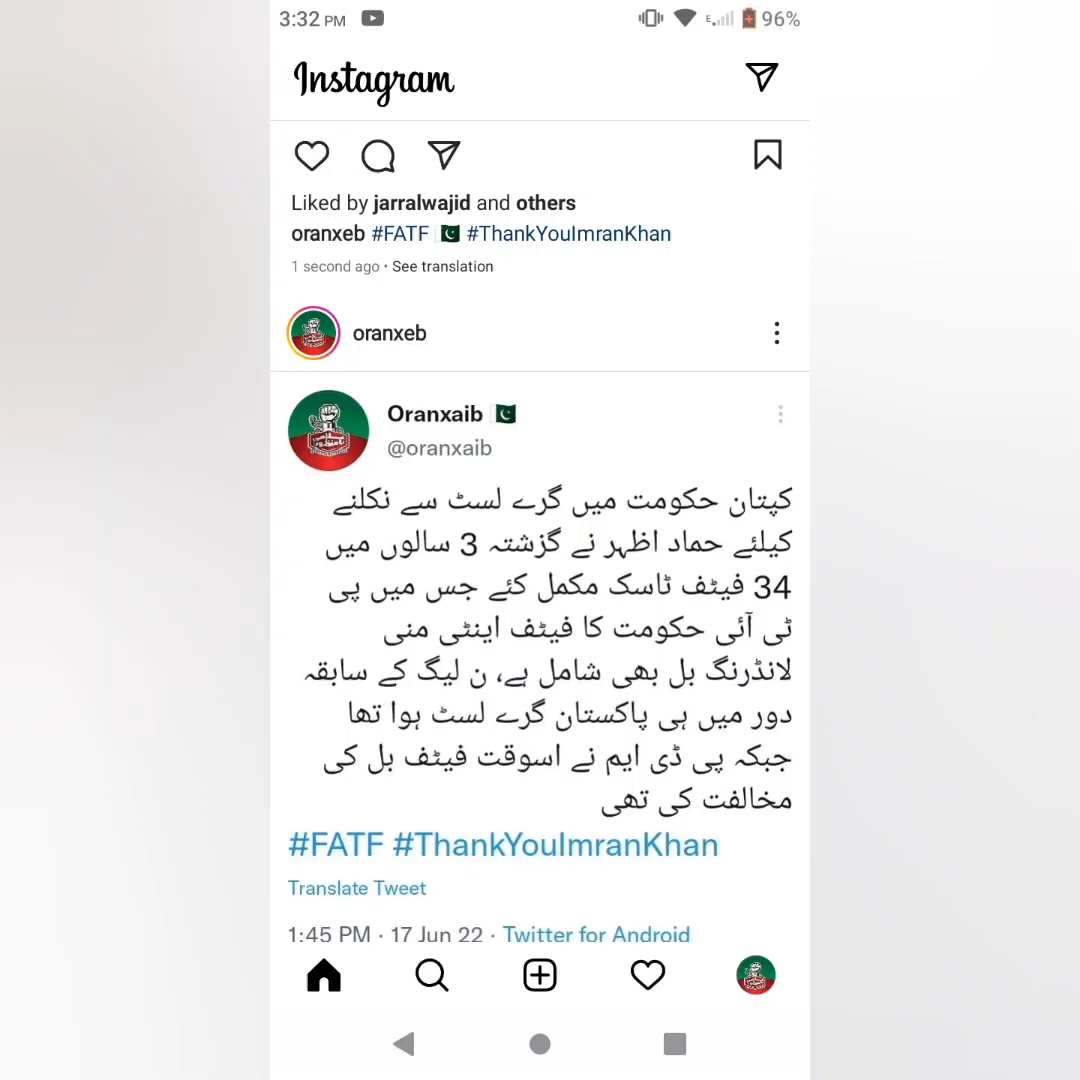 3:32 PM
96%
Instagram
Liked by jarralwajid and others
oranxeb #FATF 🇵🇰 #ThankYouImranKhan
1 second ago • See translation
oranxeb
Oranxaib 🇵🇰
@oranxaib
کپتان حکومت میں گرے لسٹ سے نکلنے
کیلئے حماد اظہر نے گزشتہ 3 سالوں میں
34 فیٹف ٹاسک مکمل کئے جس میں پی
ٹی آئی حکومت کا فیٹف اینٹی منی
لانڈرنگ بل بھی شامل ہے، ن لیگ کے سابقہ
دور میں ہی پاکستان گرے لسٹ ہوا تھا
جبکہ پی ڈی ایم نے اسوقت فیٹف بل کی
مخالفت کی تھی
#FATF #ThankYouImranKhan
Translate Tweet
1:45 PM · 17 Jun 22 · Twitter for Android